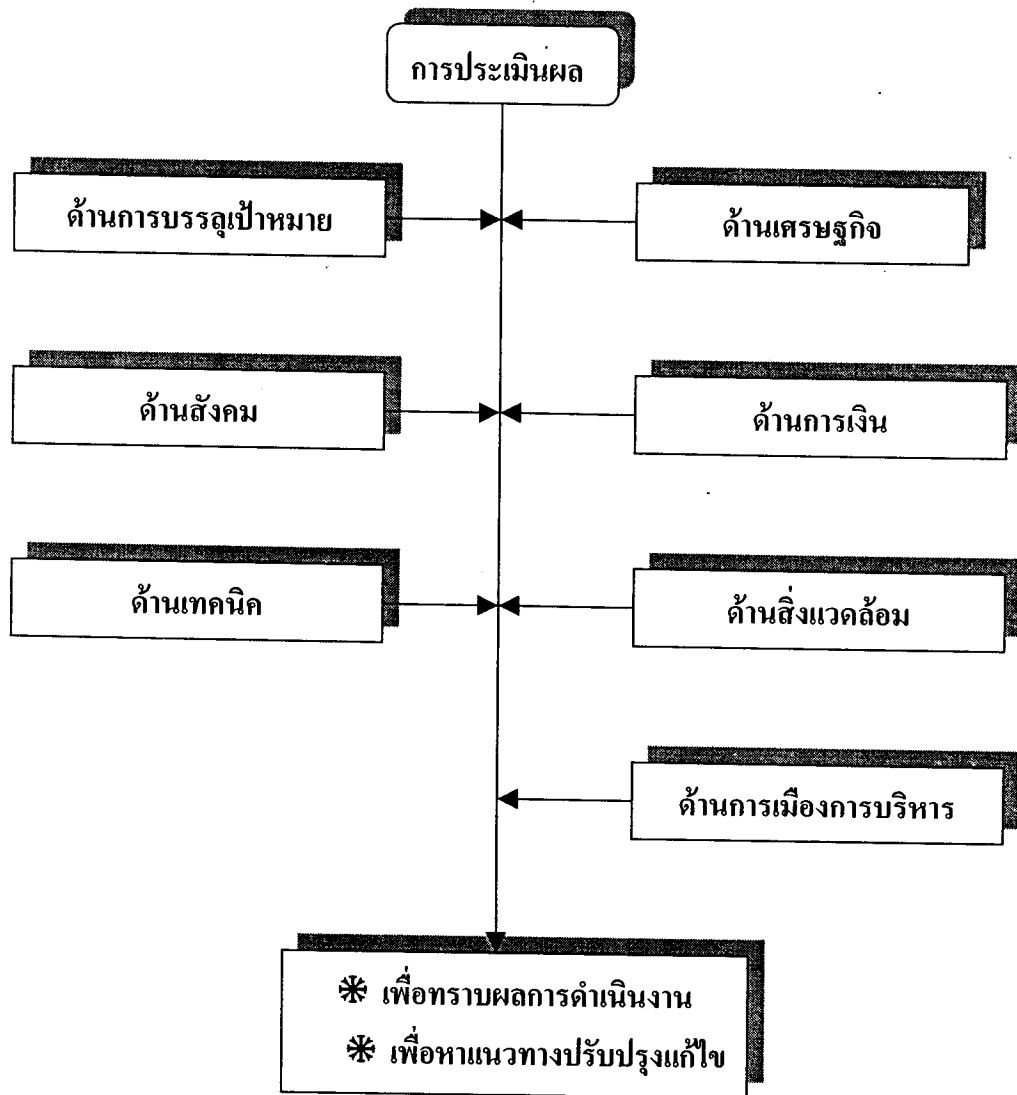 การประเมินผล
ด้านการบรรลุเป้าหมาย
ด้านเศรษฐกิจ
ด้านสังคม
ด้านการเงิน
ด้านเทคนิค
ด้านสิ่งแวดล้อม
ด้านการเมืองการบริหาร
เพื่อทราบผลการดำเนินงาน
เพื่อหาแนวทางปรับปรุงแก้ไข